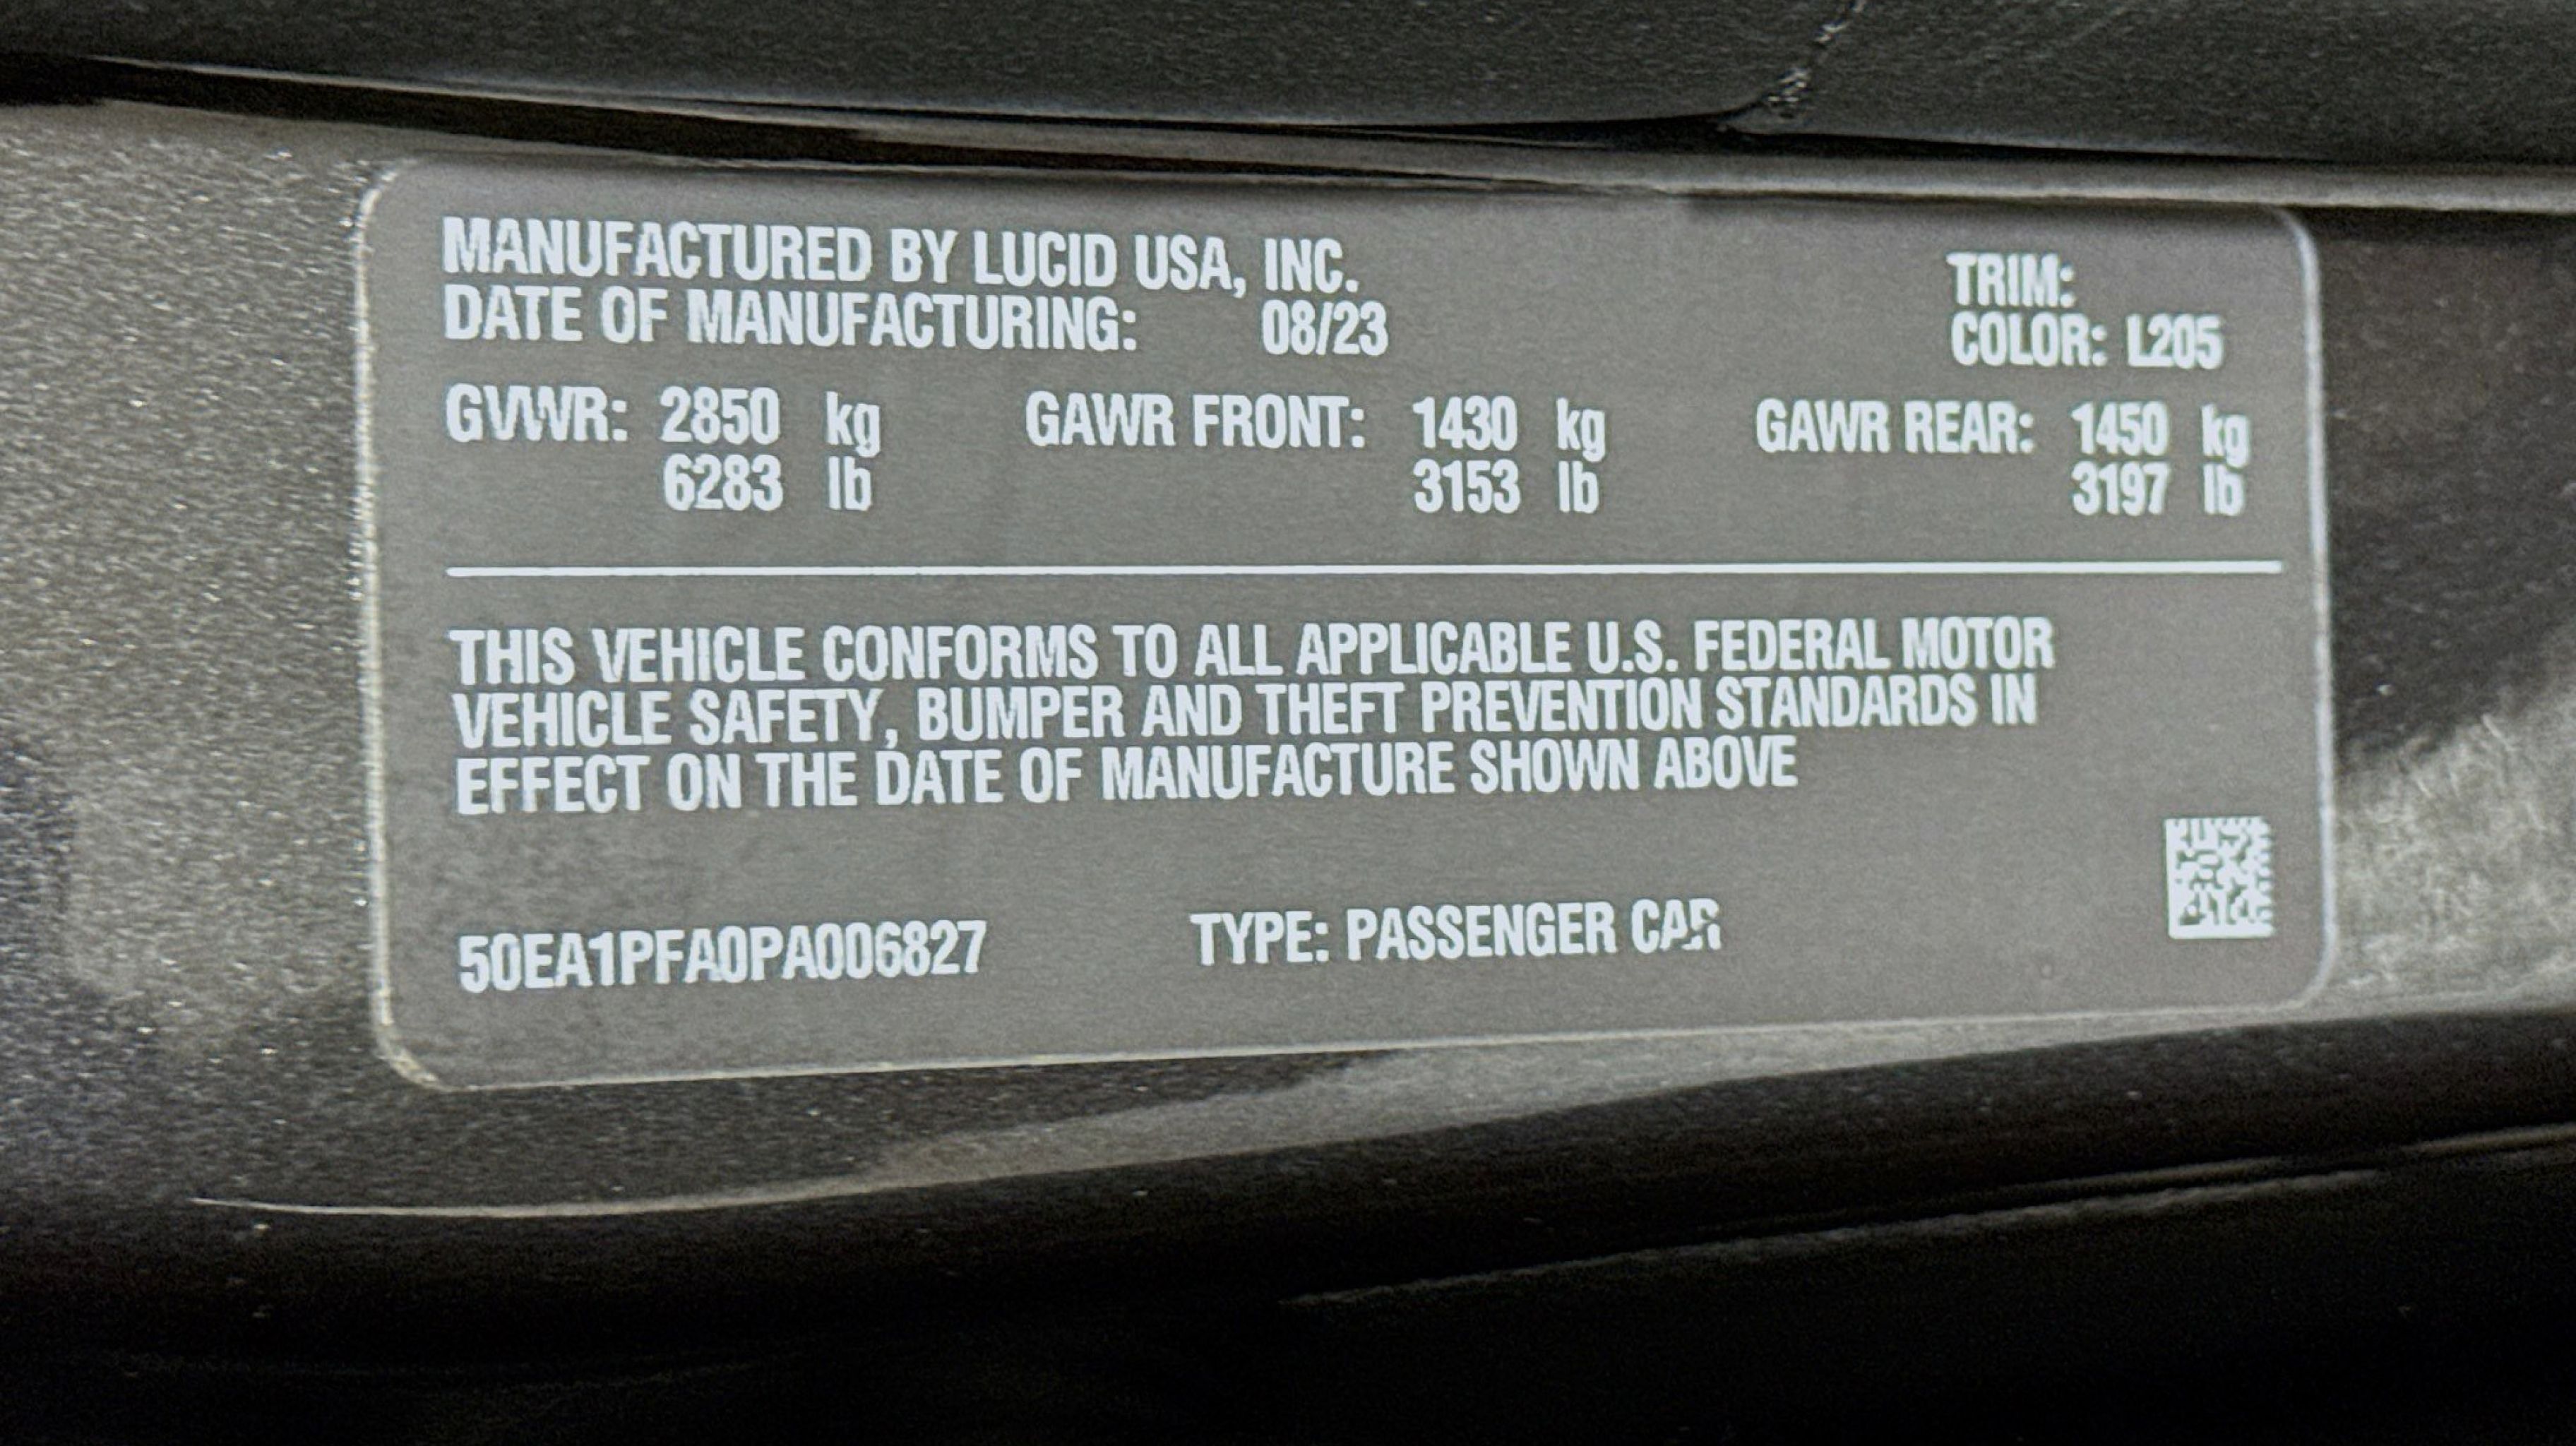 MANUFACTURED BY LUCID USA, INC.
DATE OF MANUFACTURING: 08/23
TRIM:
COLOR: L205
GVWR: 2850 kg GAWR FRONT: 1430 kg GAWR REAR: 1450 kg
6283 lb 3153 lb 3197 lb
THIS VEHICLE CONFORMS TO ALL APPLICABLE U.S. FEDERAL MOTOR
VEHICLE SAFETY, BUMPER AND THEFT PREVENTION STANDARDS IN
EFFECT ON THE DATE OF MANUFACTURE SHOWN ABOVE
50EA1PFA0PA006827 TYPE: PASSENGER CAR